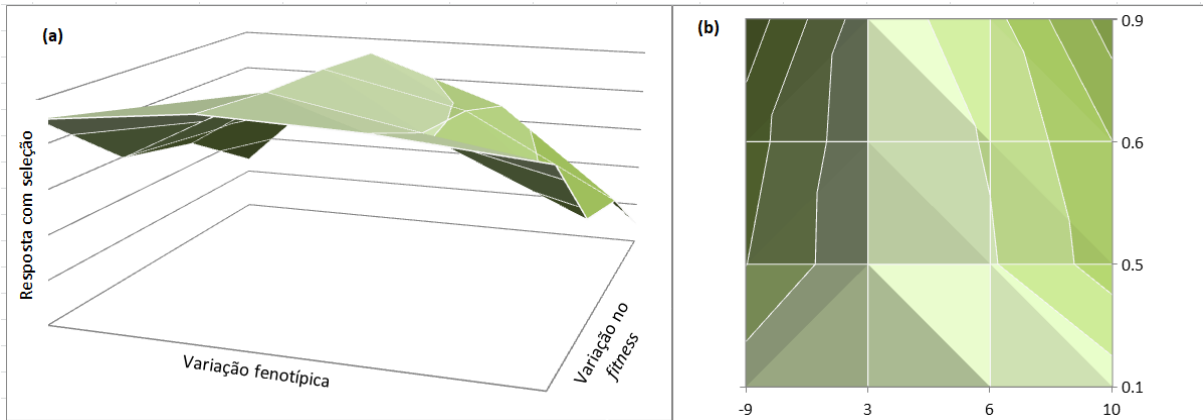 (a)
Resposta com seleção
Variação fenotípica
Variação no
fitness
(b)
0.9
0.6
0.5
0.1
-9
3
6
10